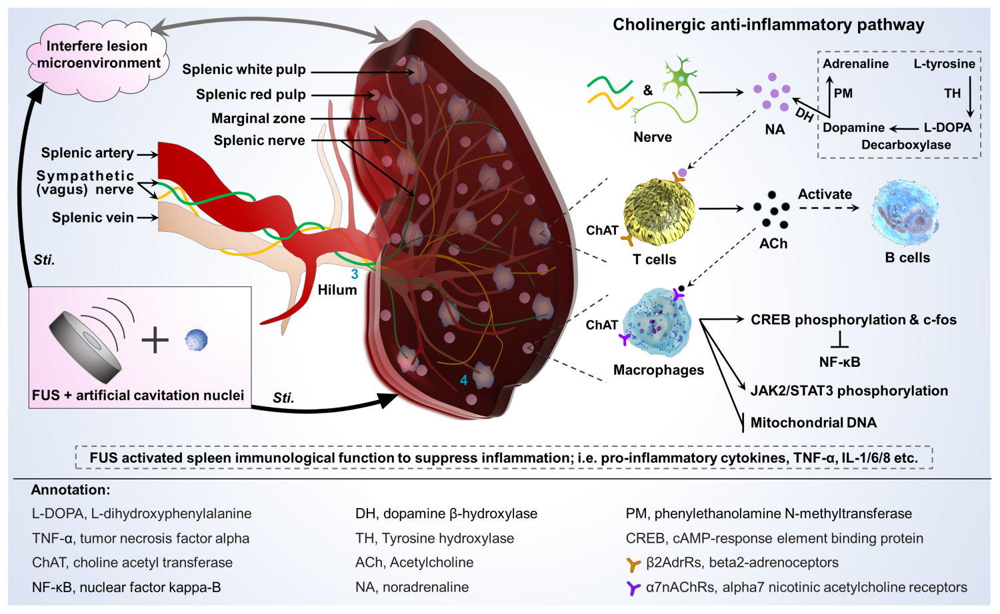 Cholinergic anti-inflammatory pathway
Interfere lesion
microenvironment
Splenic white pulp
Splenic red pulp
Marginal zone
Splenic nerve
Splenic artery
Sympathetic
(vagus) nerve
Splenic vein
Sti.
3
Hilum
4
FUS + artificial cavitation nuclei
Sti.
&
Nerve
NA
Adrenaline
L-tyrosine
PM
TH
DH
Dopamine
L-DOPA
Decarboxylase
ChAT
T cells
ACh
Activate
B cells
ChAT
Macrophages
CREB phosphorylation & c-fos
NF-κB
JAK2/STAT3 phosphorylation
Mitochondrial DNA
FUS activated spleen immunological function to suppress inflammation; i.e. pro-inflammatory cytokines, TNF-α, IL-1/6/8 etc.
Annotation:
L-DOPA, L-dihydroxyphenylalanine
DH, dopamine β-hydroxylase
PM, phenylethanolamine N-methyltransferase
TNF-α, tumor necrosis factor alpha
TH, Tyrosine hydroxylase
CREB, cAMP-response element binding protein
ChAT, choline acetyl transferase
ACh, Acetylcholine
β2AdrRs, beta2-adrenoceptors
NF-κB, nuclear factor kappa-B
NA, noradrenaline
α7nAChRs, alpha7 nicotinic acetylcholine receptors